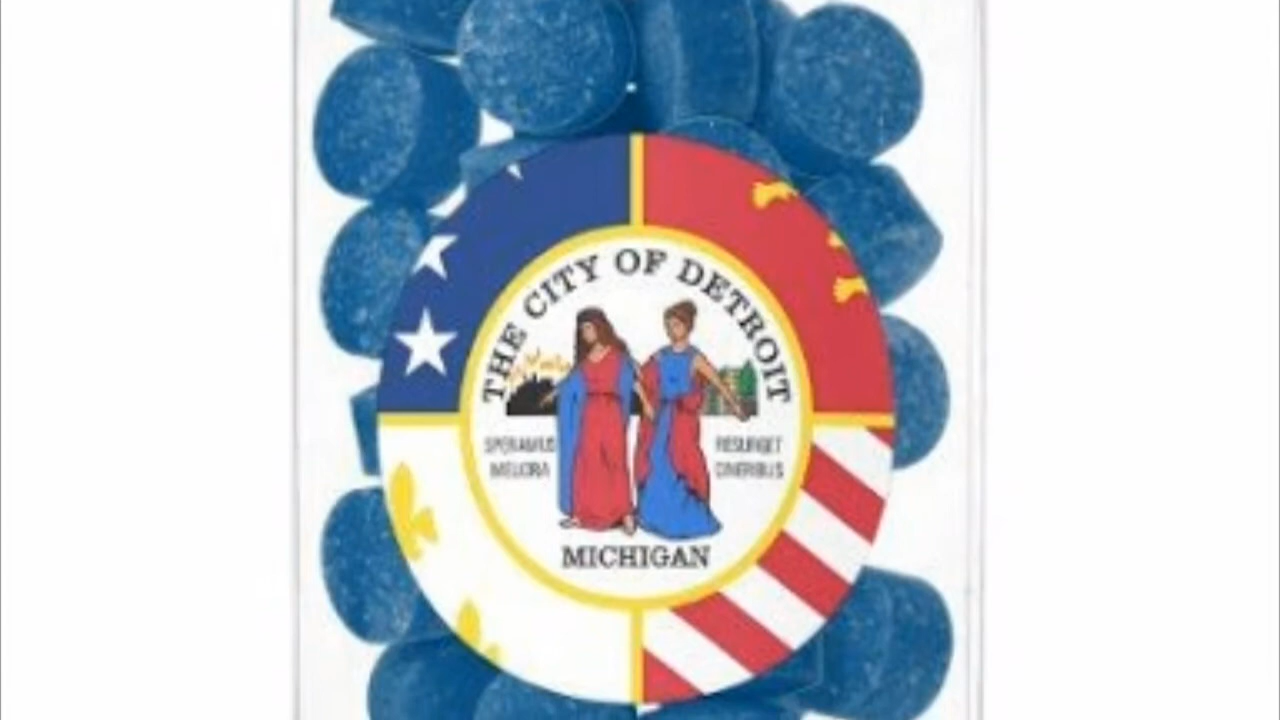 THE CITY OF DETROIT
SPERAMUS
MELIORA
RESURGET
CINERIBUS
MICHIGAN